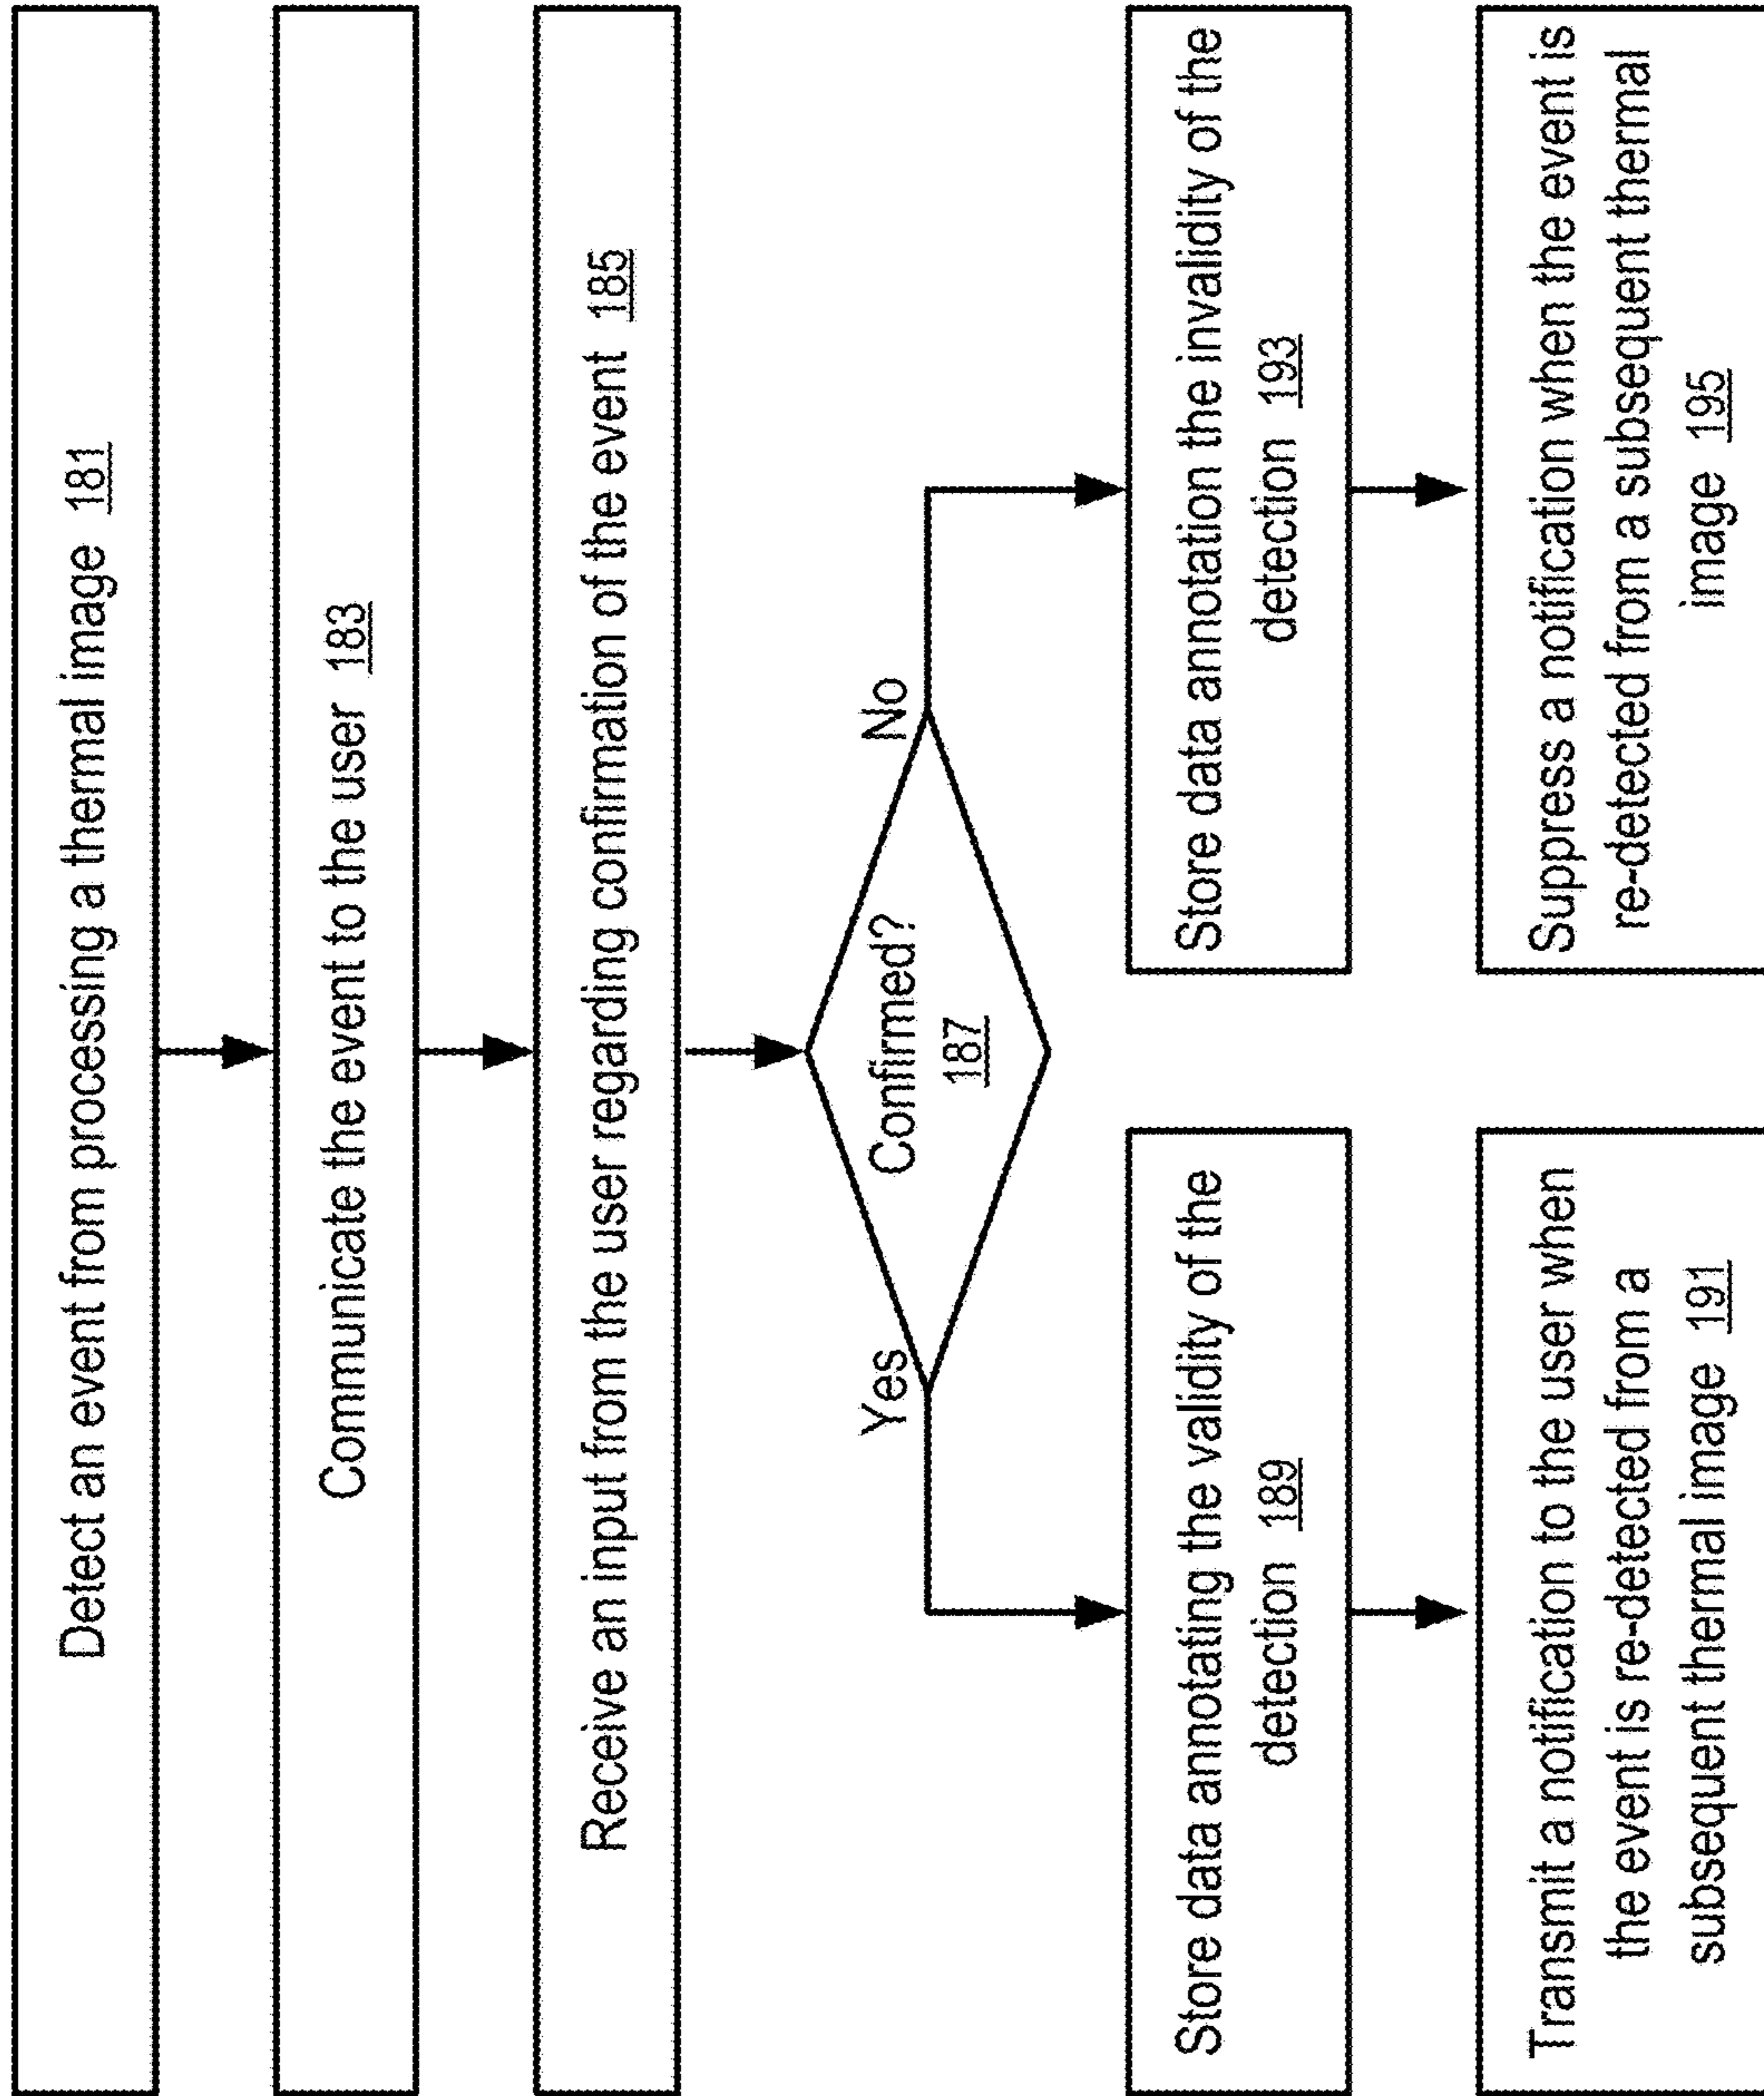 Detect an event from processing a thermal image 181
Communicate the event to the user 183
Receive an input from the user regarding confirmation of the event 185
Confirmed?
187
Yes
No
Store data annotating the validity of the
detection 189
Transmit a notification to the user when
the event is re-detected from a
subsequent thermal image 191
Store data annotation the invalidity of the
detection 193
Suppress a notification when the event is
re-detected from a subsequent thermal
image 195